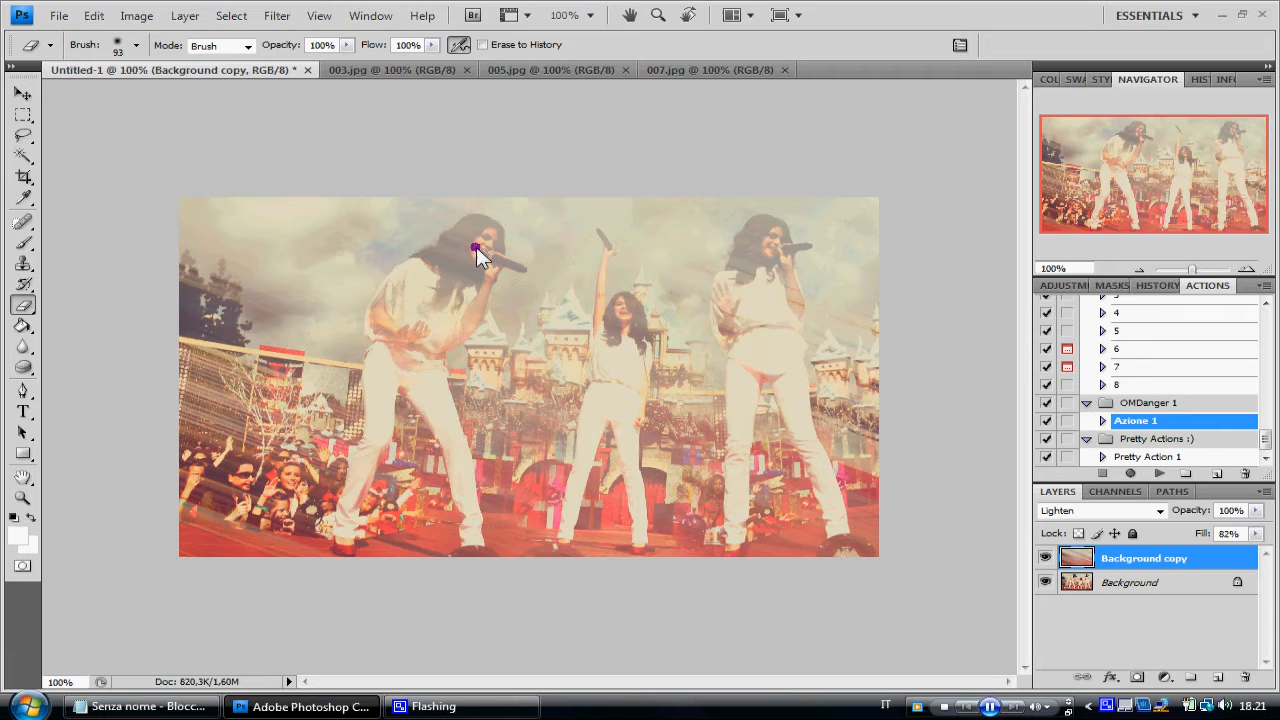 Ps File Edit Image Layer Select Filter View Window Help Br 100% ESSENTIALS
Brush: 93 Mode: Brush Opacity: 100% Flow: 100% Erase to History
Untitled-1 @ 100% (Background copy, RGB/8) * 003.jpg @ 100% (RGB/8) 005.jpg @ 100% (RGB/8) 007.jpg @ 100% (RGB/8)
COL SWA STY NAVIGATOR HIS INF
100%
ADJUSTM MASKS HISTORY ACTIONS
4
5
6
7
8
OMDanger 1
Azione 1
Pretty Actions :)
Pretty Action 1
LAYERS CHANNELS PATHS
Lighten Opacity: 100%
Lock: Fill: 82%
Background copy
Background
100% Doc: 820,3K/1,60M
Senza nome - Blocc... Adobe Photoshop C... Flashing IT 18.21